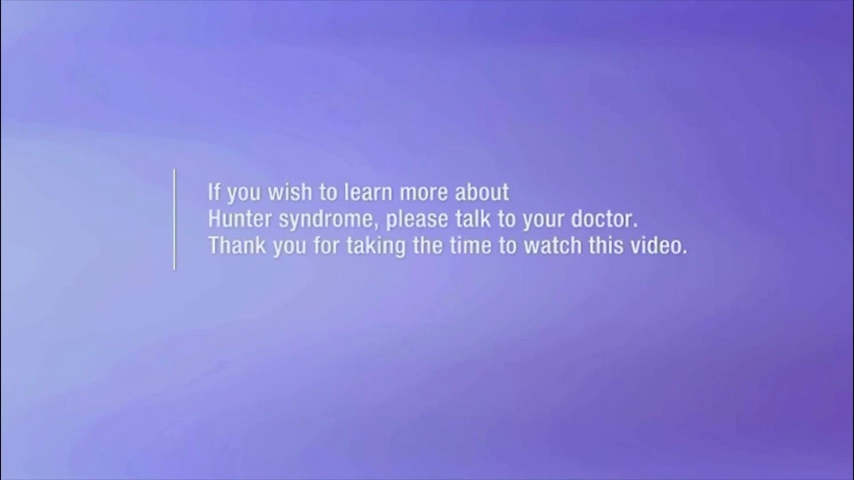 If you wish to learn more about
Hunter syndrome, please talk to your doctor.
Thank you for taking the time to watch this video.